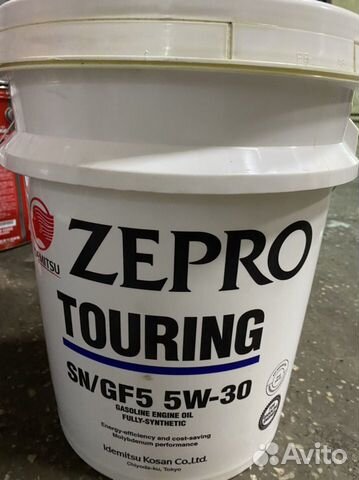 IDEMITSU
ZEPRO
TOURING
SN/GF5 5W-30
GASOLINE ENGINE OIL
FULLY-SYNTHETIC
Energy-efficiency and cost-saving
Molybdenum performance
Idemitsu Kosan Co.,Ltd.
Chiyoda-ku, Tokyo
Avito